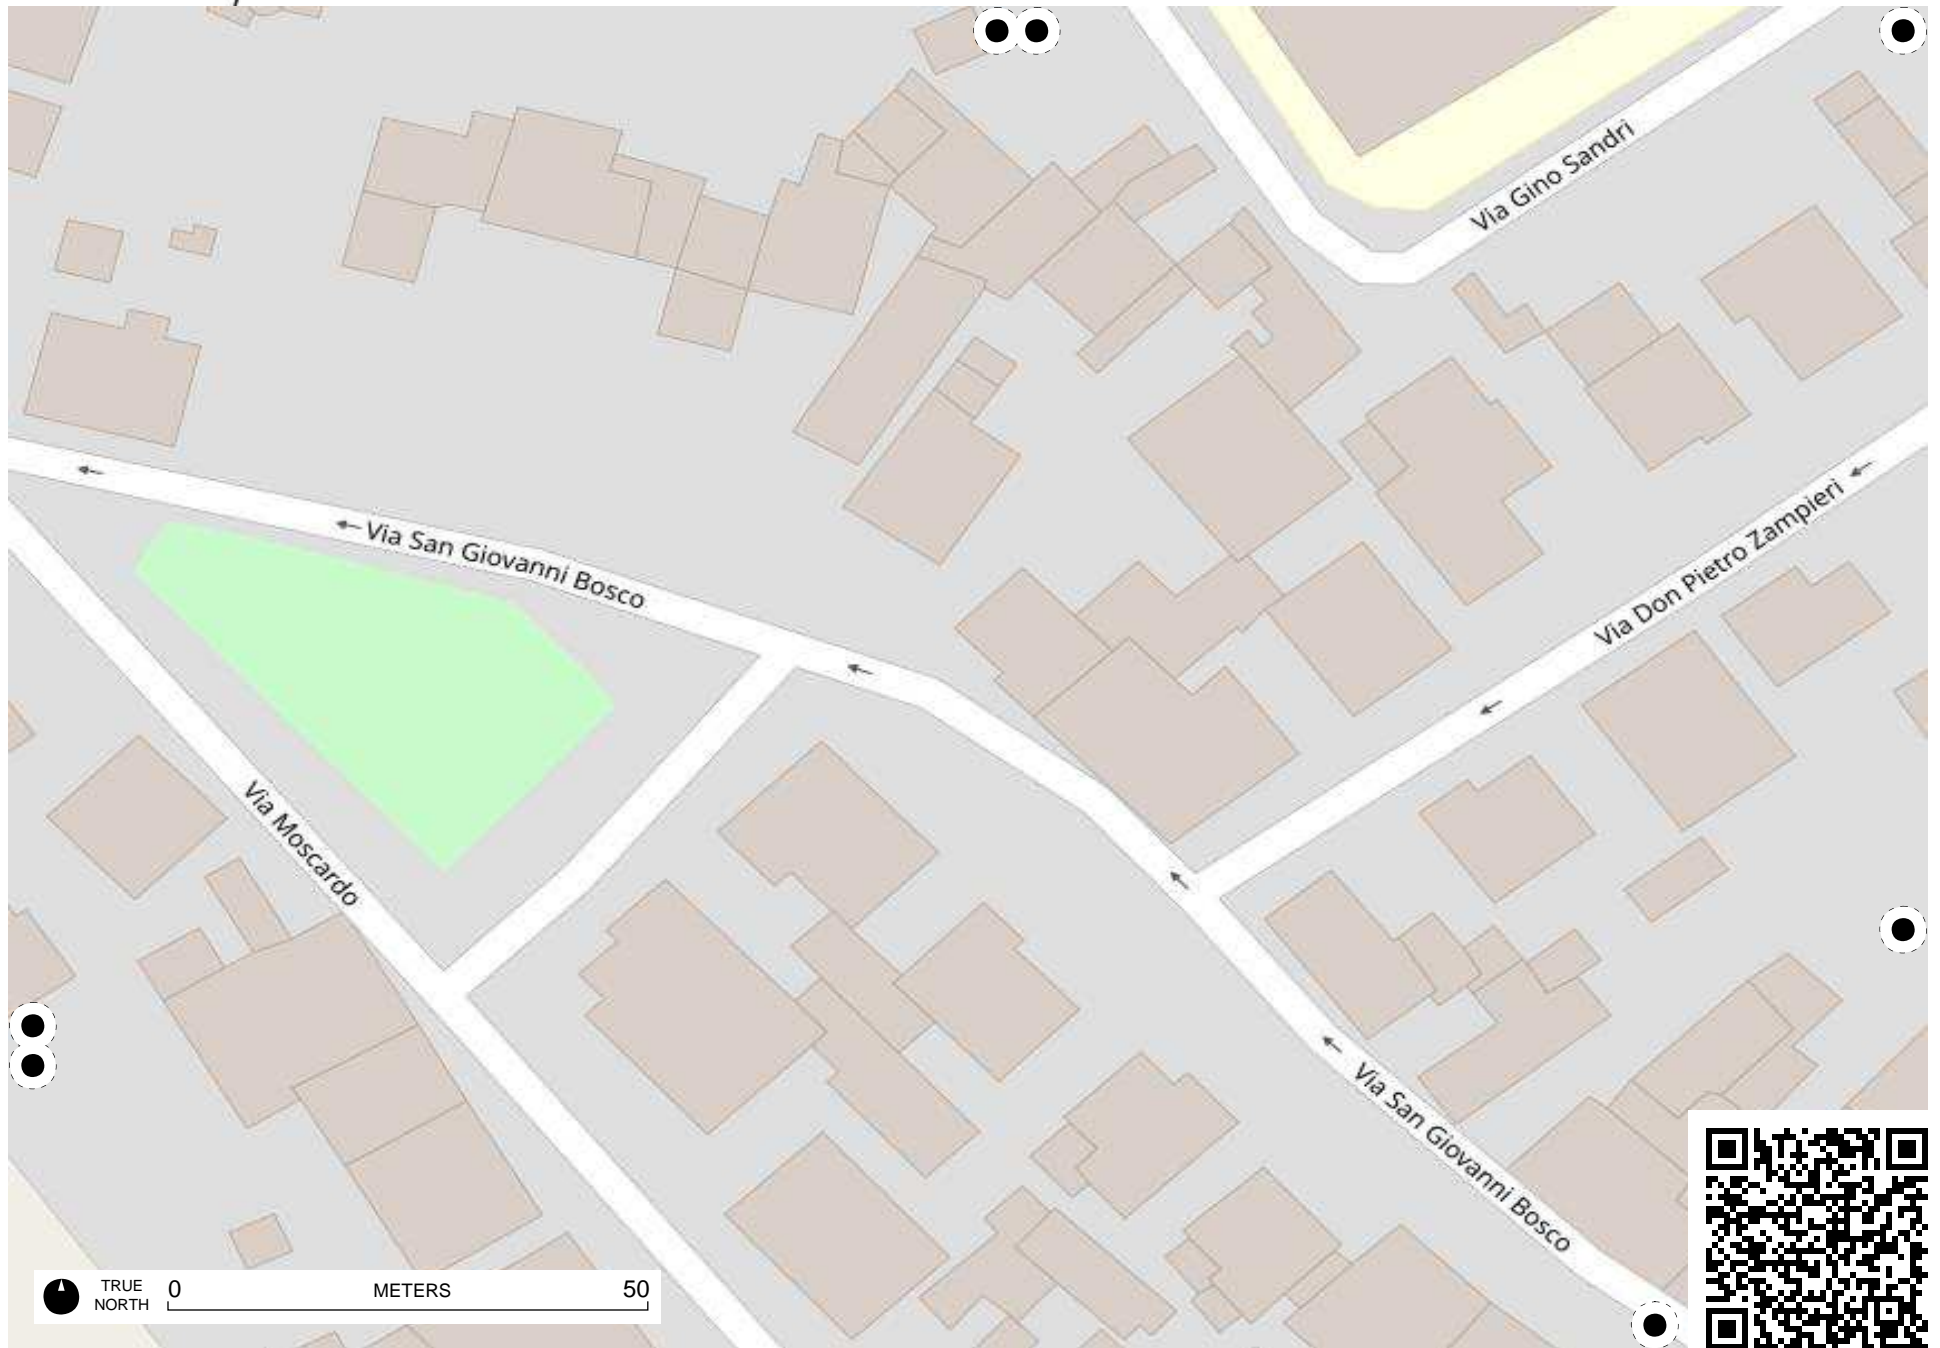 Via Gino Sandri
Via Don Pietro Zampieri
Via San Giovanni Bosco
Via Moscardo
Via San Giovanni Bosco
TRUE
NORTH
0 METERS 50